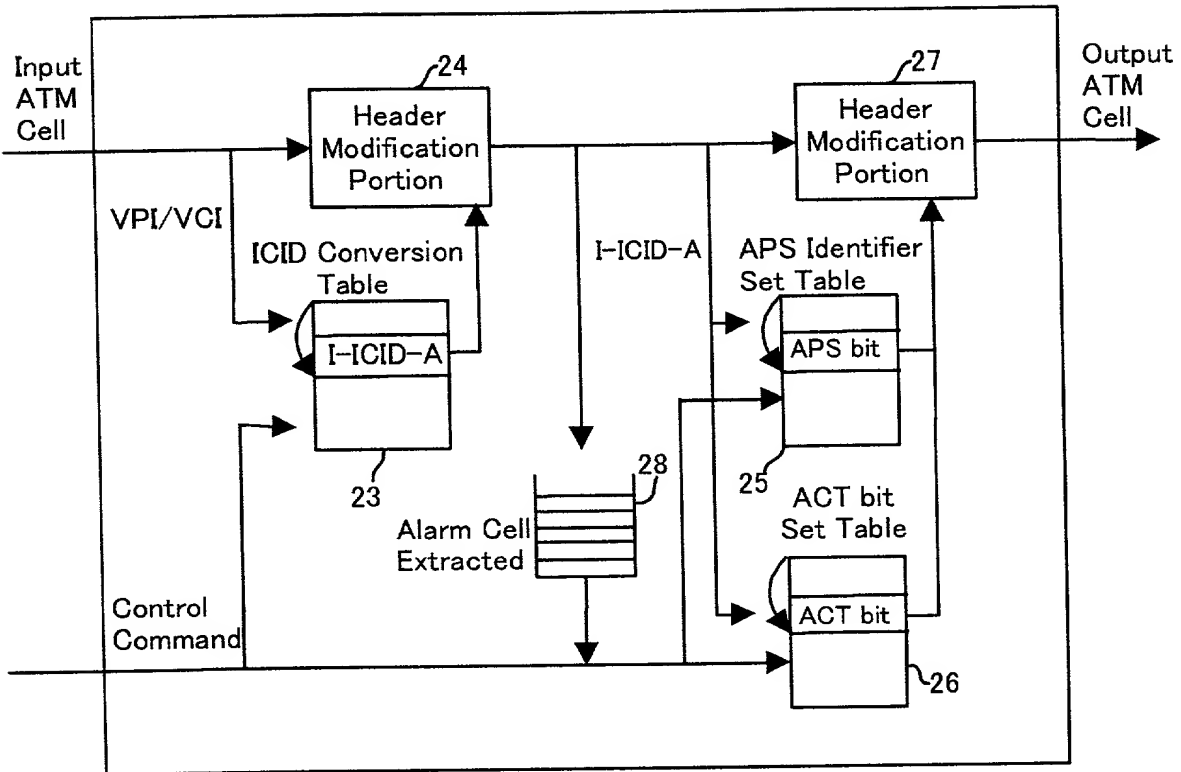 Input
ATM
Cell
24
Header
Modification
Portion
27
Header
Modification
Portion
Output
ATM
Cell
VPI/VCI
ICID Conversion
Table
I-ICID-A
23
I-ICID-A
APS Identifier
Set Table
APS bit
25
Alarm Cell
Extracted
28
ACT bit
Set Table
ACT bit
26
Control
Command